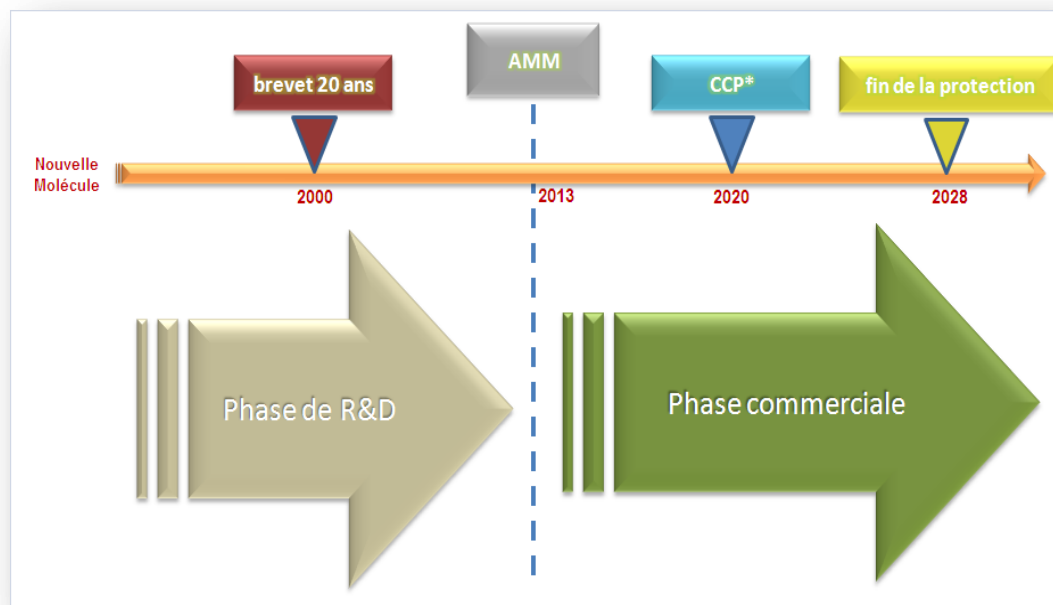 brevet 20 ans
AMM
CCP*
fin de la protection
Nouvelle
Molécule
2000
2013
2020
2028
Phase de R&D
Phase commerciale